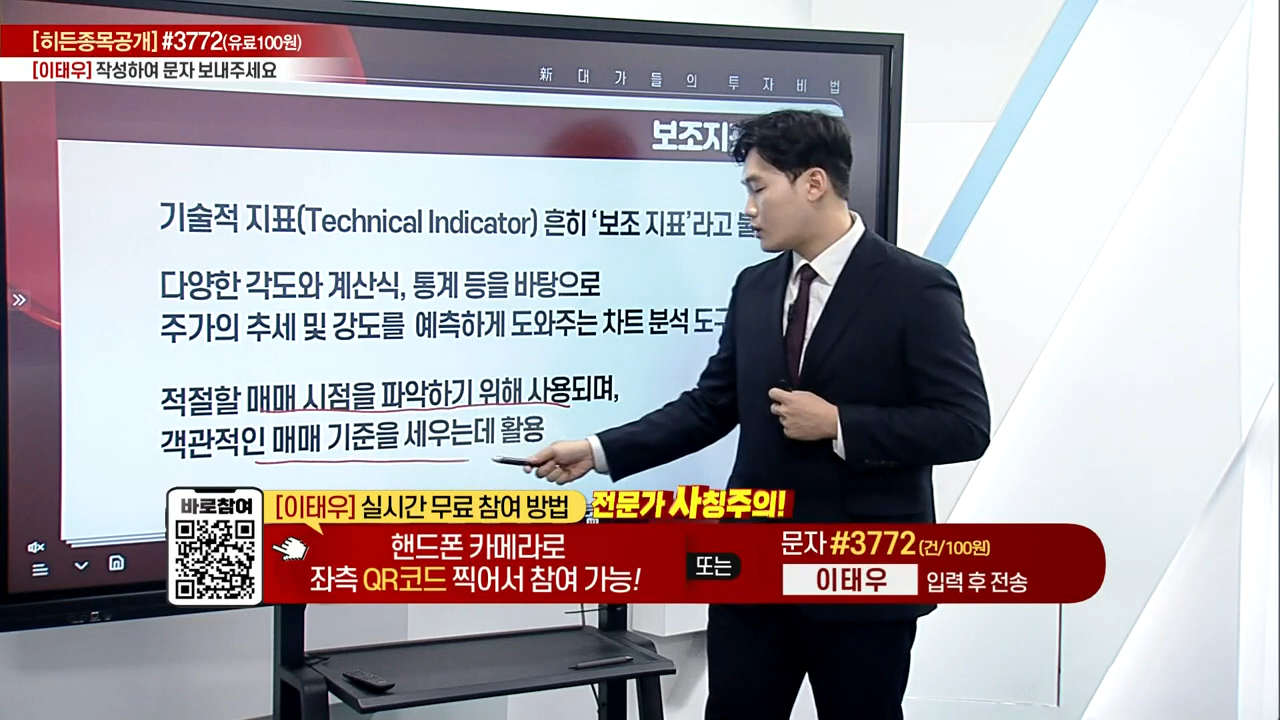 [히든종목공개] #3772(유료100원)
[이태우] 작성하여 문자 보내주세요
新 대 가 들 의 투 자 비 법
보조지
기술적 지표(Technical Indicator) 흔히 ‘보조 지표’라고
다양한 각도와 계산식, 통계 등을 바탕으로
주가의 추세 및 강도를 예측하게 도와주는 차트 분석 도구
적절할 매매 시점을 파악하기 위해 사용되며,
객관적인 매매 기준을 세우는데 활용
바로참여
[이태우] 실시간 무료 참여 방법
전문가 사칭주의!
핸드폰 카메라로
좌측 QR코드 찍어서 참여 가능!
또는
문자 #3772 (건/100원)
이태우 입력 후 전송